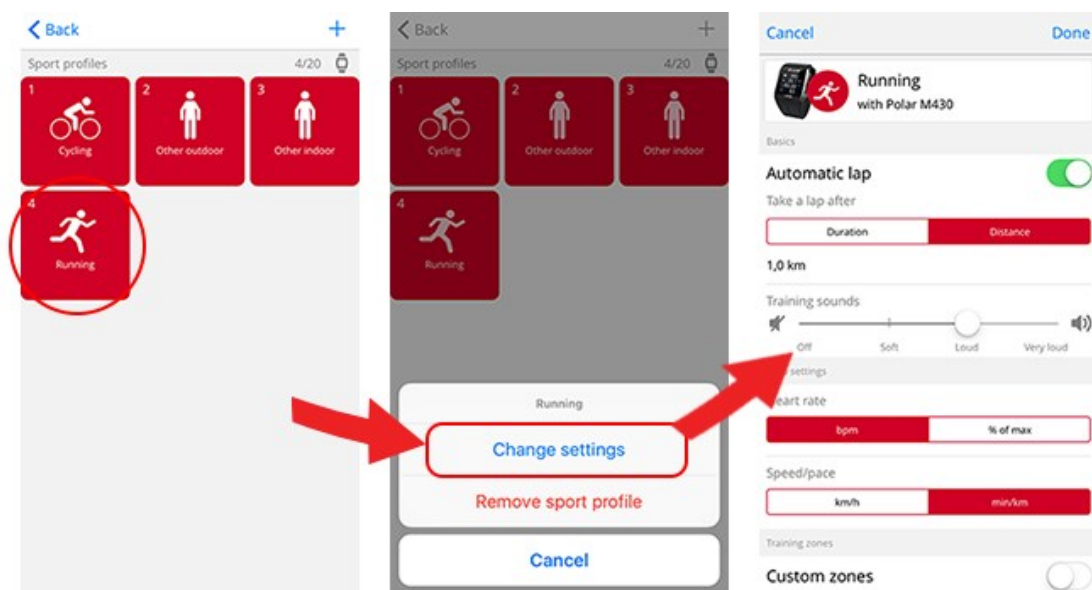 Back
Sport profiles 4/20
1
Cycling
2
Other outdoor
3
Other indoor
4
Running
Back
Sport profiles 4/20
1
Cycling
2
Other outdoor
3
Other indoor
4
Running
Running
Change settings
Remove sport profile
Cancel
Cancel Done
Running
with Polar M430
Basics
Automatic lap
Take a lap after
Duration Distance
1,0 km
Training sounds
Off Soft Loud Very loud
settings
eart rate
bpm % of max
Speed/pace
km/h min/km
Training zones
Custom zones